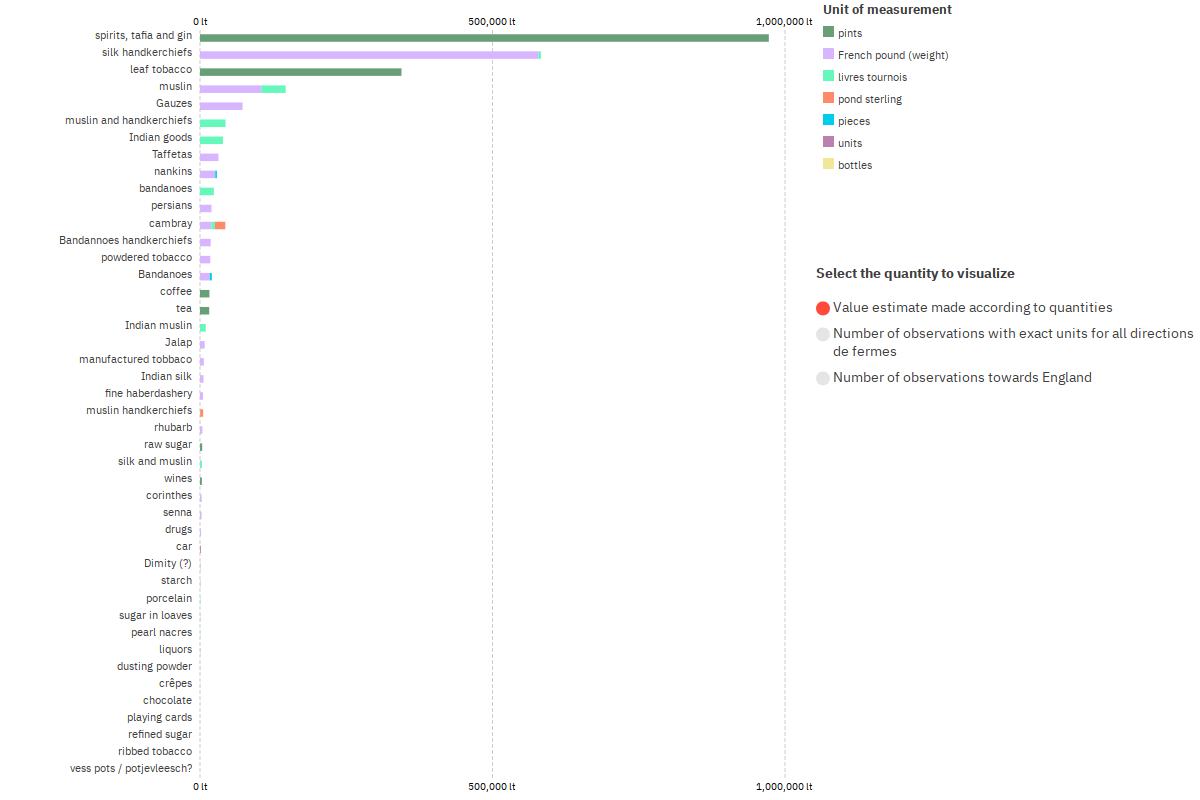 0 lt 500,000 lt 1,000,000 lt
spirits, tafia and gin
silk handkerchiefs
leaf tobacco
muslin
Gauzes
muslin and handkerchiefs
Indian goods
Taffetas
nankins
bandanoes
persians
cambray
Bandannoes handkerchiefs
powdered tobacco
Bandanoes
coffee
tea
Indian muslin
Jalap
manufactured tobbaco
Indian silk
fine haberdashery
muslin handkerchiefs
rhubarb
raw sugar
silk and muslin
wines
corinthes
senna
drugs
car
Dimity (?)
starch
porcelain
sugar in loaves
pearl nacres
liquors
dusting powder
crêpes
chocolate
playing cards
refined sugar
ribbed tobacco
vess pots / potjevleesch?
0 lt 500,000 lt 1,000,000 lt
Unit of measurement
pints
French pound (weight)
livres tournois
pond sterling
pieces
units
bottles
Select the quantity to visualize
Value estimate made according to quantities
Number of observations with exact units for all directions
de fermes
Number of observations towards England